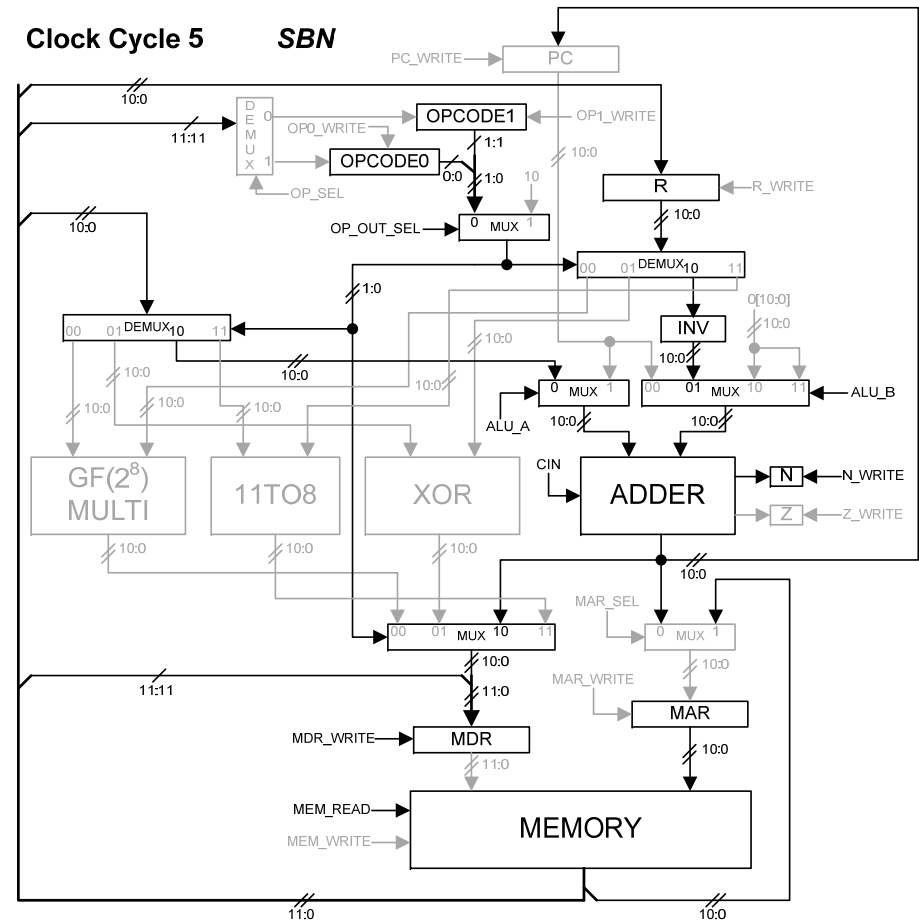 Clock Cycle 5 SBN
PC_WRITE PC
10:0
11:11
DEMUX 0 1
OPCODE1 OP1_WRITE
OP0_WRITE
1:1
10:0
OPCODE0
0:0 1:0 10
OP_SEL
R R_WRITE
10:0
OP_OUT_SEL 0 MUX 1
10:0
10:0
00 01 DEMUX 10 11
1:0
0[10:0]
00 01 DEMUX 10 11
INV
10:0
10:0
10:0
10:0
10:0 10:0
0 MUX 1 00 01 MUX 10 11
ALU_A ALU_B
10:0 10:0 10:0
10:0 10:0
CIN
GF(2⁸) MULTI
11TO8
XOR
ADDER
N N_WRITE
Z Z_WRITE
10:0 10:0 10:0 10:0
MAR_SEL
00 01 MUX 10 11 0 MUX 1
10:0 10:0
11:11 11:0
MAR_WRITE
MAR
MDR_WRITE MDR
11:0 10:0
MEM_READ
MEMORY
MEM_WRITE
11:0 10:0